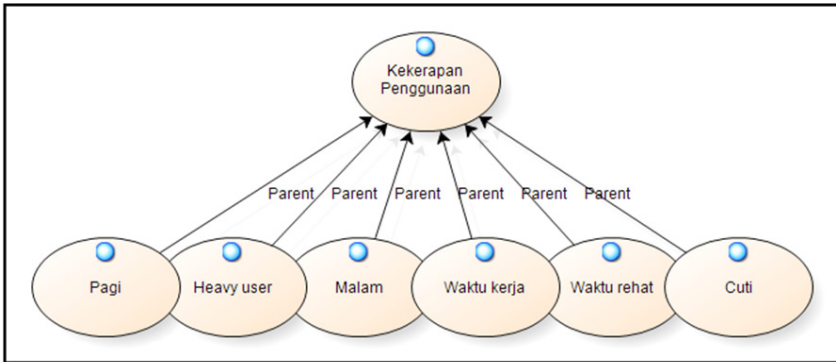 Kekerapan
Penggunaan
Parent Parent Parent Parent Parent Parent
Pagi Heavy user Malam Waktu kerja Waktu rehat Cuti